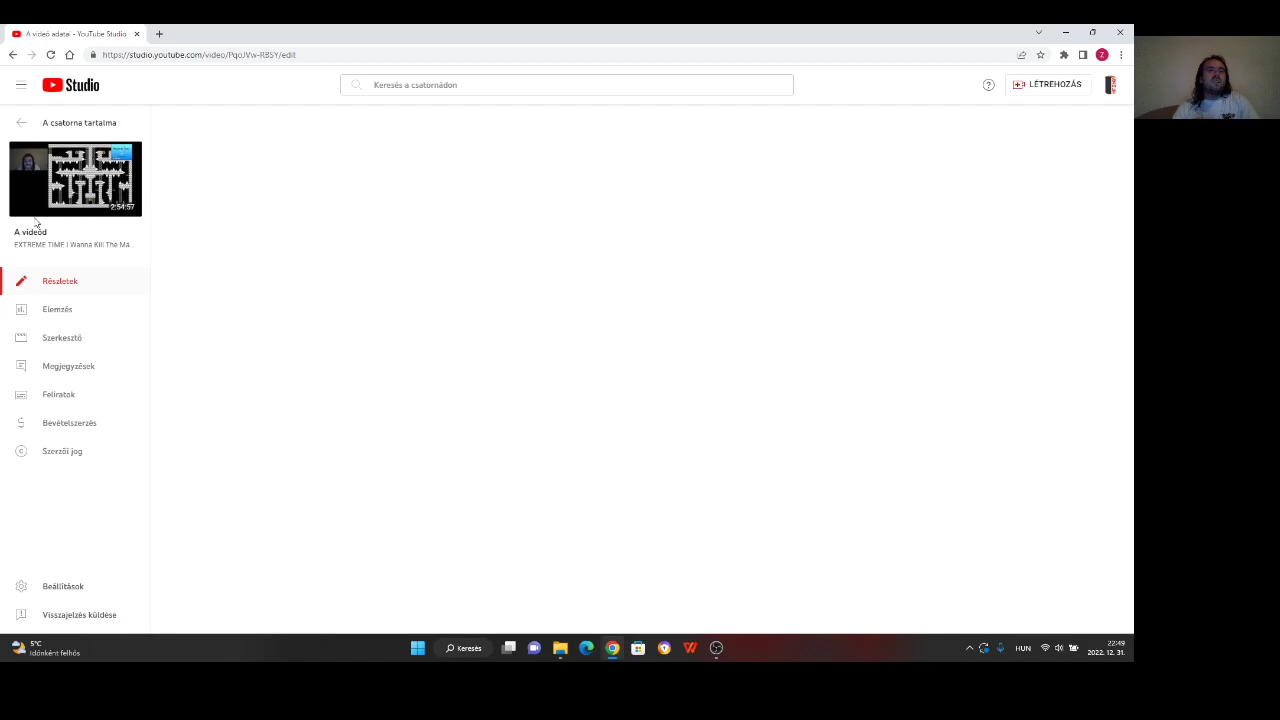 A videó adatai - YouTube Studio
https://studio.youtube.com/video/PqoJVw-RBSY/edit
Studio
Keresés a csatornádon
LÉTREHOZÁS
A csatorna tartalma
2:54:57
A videód
EXTREME TIME I Wanna Kill The Ma...
Részletek
Elemzés
Szerkesztő
Megjegyzések
Feliratok
Bevételszerzés
Szerzői jog
Beállítások
Visszajelzés küldése
5°C
Időnként felhős
Keresés
HUN
22:49
2022. 12. 31.